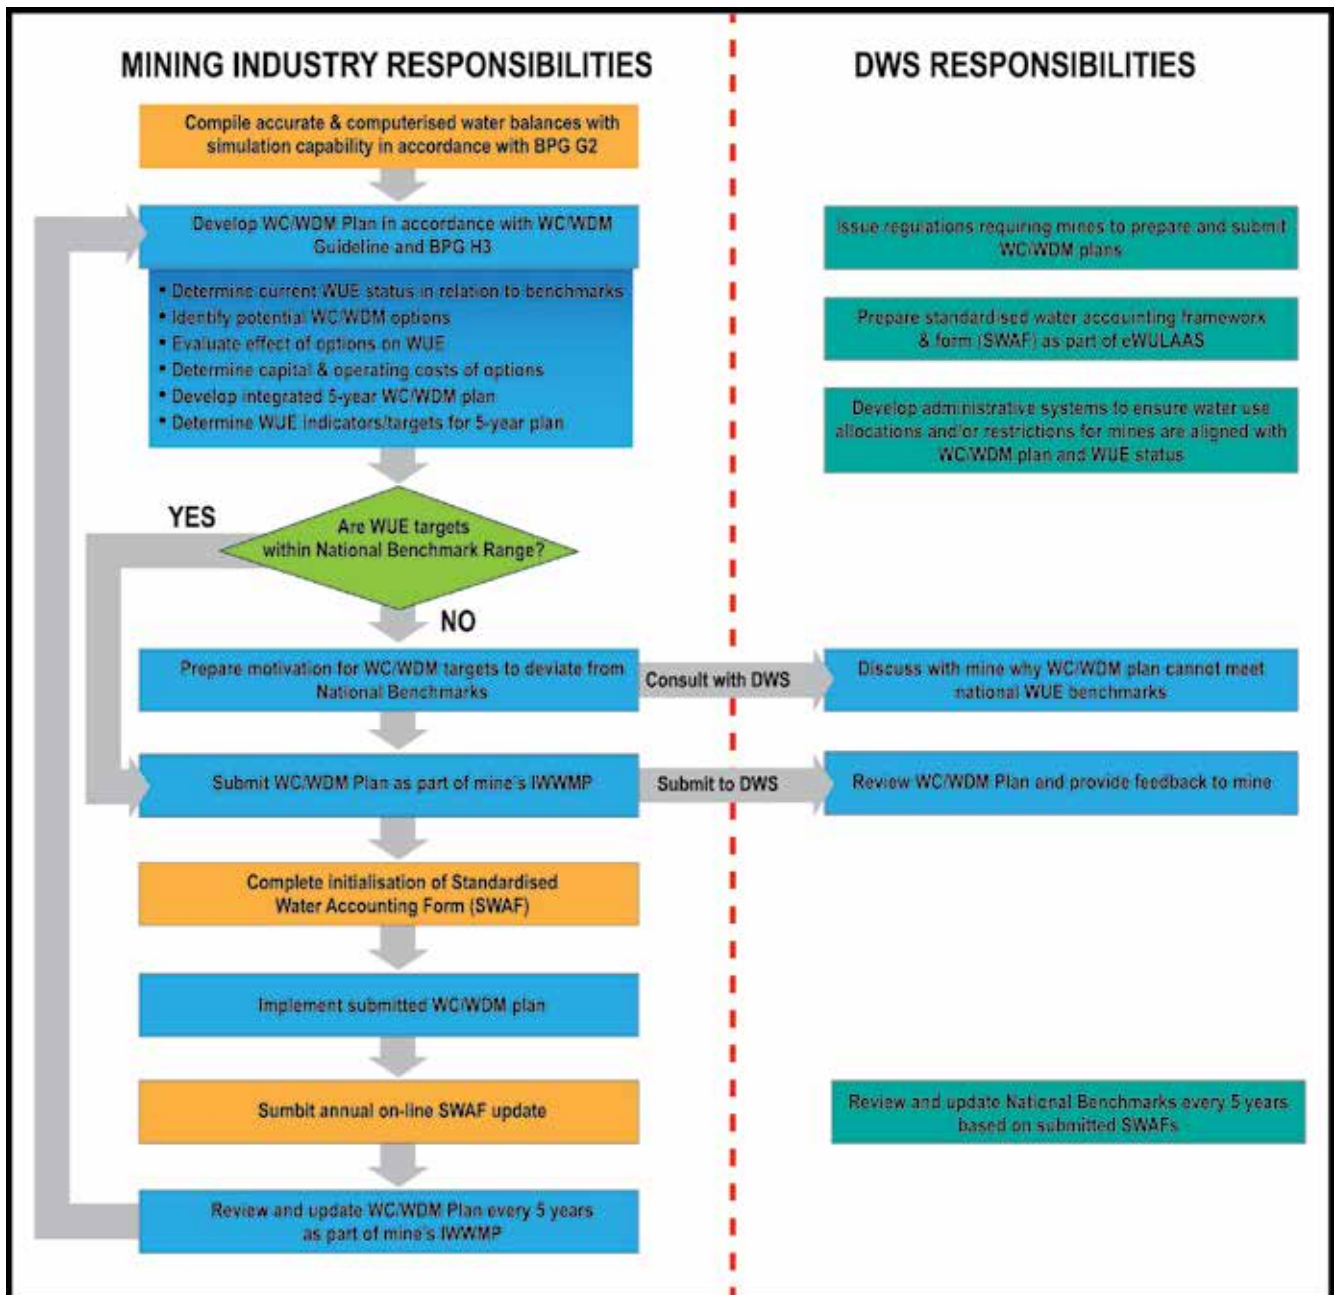 MINING INDUSTRY RESPONSIBILITIES
Compile accurate & computerised water balances with
simulation capability in accordance with BPG G2
Develop WC/WDM Plan in accordance with WC/WDM
Guideline and BPG H3
• Determine current WUE status in relation to benchmarks
• Identify potential WC/WDM options
• Evaluate effect of options on WUE
• Determine capital & operating costs of options
• Develop integrated 5-year WC/WDM plan
• Determine WUE indicators/targets for 5-year plan
YES
Are WUE targets
within National Benchmark Range?
NO
Prepare motivation for WC/WDM targets to deviate from
National Benchmarks
Consult with DWS
Submit WC/WDM Plan as part of mine's IWWMP
Submit to DWS
Complete initialisation of Standardised
Water Accounting Form (SWAF)
Implement submitted WC/WDM plan
Sumbit annual on-line SWAF update
Review and update WC/WDM Plan every 5 years
as part of mine's IWWMP
DWS RESPONSIBILITIES
Issue regulations requiring mines to prepare and submit
WC/WDM plans
Prepare standardised water accounting framework
& form (SWAF) as part of eWULAAS
Develop administrative systems to ensure water use
allocations and/or restrictions for mines are aligned with
WC/WDM plan and WUE status
Discuss with mine why WC/WDM plan cannot meet
national WUE benchmarks
Review WC/WDM Plan and provide feedback to mine
Review and update National Benchmarks every 5 years
based on submitted SWAFs